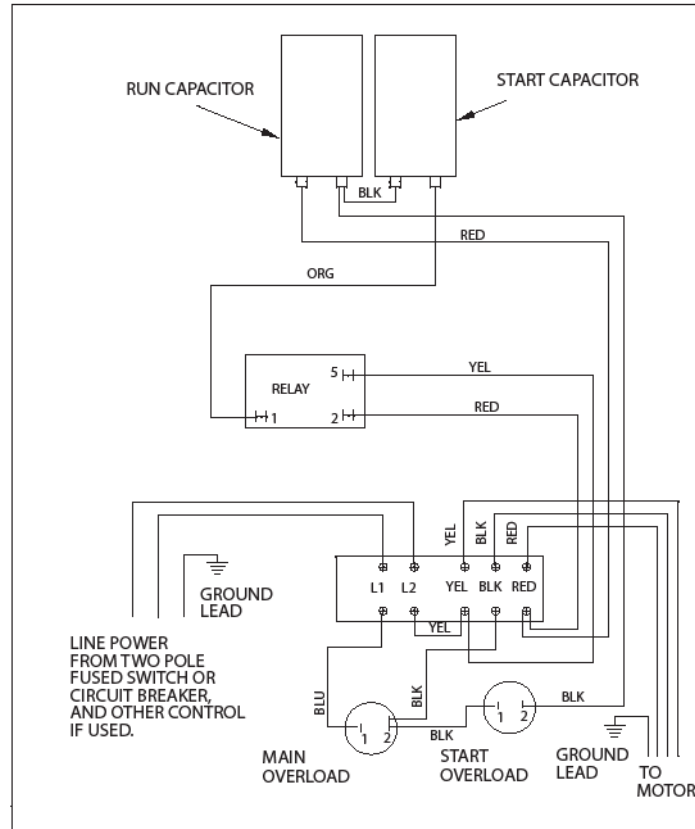 RUN CAPACITOR
START CAPACITOR
BLK
RED
ORG
5
YEL
RELAY
1
2
RED
YEL
BLK
RED
GROUND
LEAD
L1
L2
YEL
BLK
RED
YEL
LINE POWER
FROM TWO POLE
FUSED SWITCH OR
CIRCUIT BREAKER,
AND OTHER CONTROL
IF USED.
BLU
BLK
1
2
BLK
1
2
BLK
MAIN
OVERLOAD
START
OVERLOAD
GROUND
LEAD
TO
MOTOR